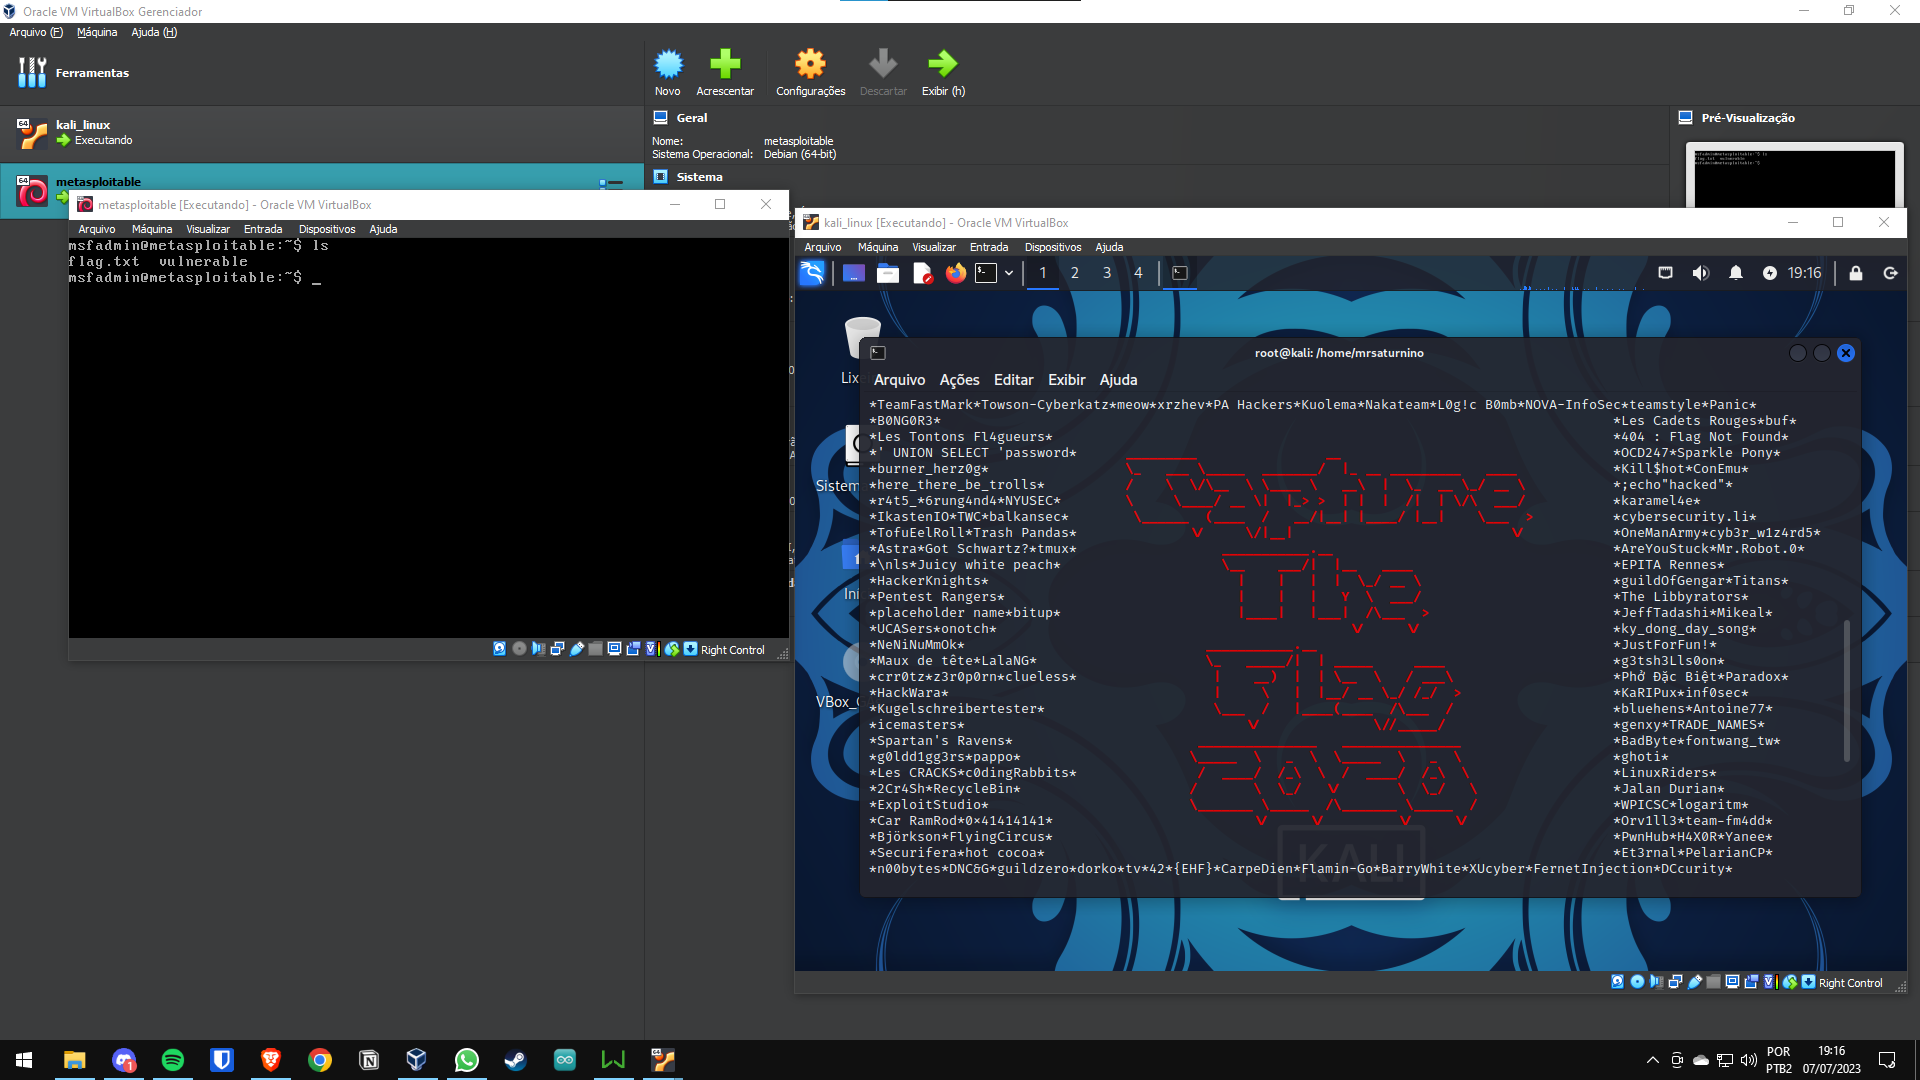 Oracle VM VirtualBox Gerenciador
Arquivo (F) Máquina Ajuda (H)
Ferramentas
Novo Acrescentar Configurações Descartar Exibir (h)
64 kali_linux
Executando
64 metasploitable
Geral
Nome: metasploitable
Sistema Operacional: Debian (64-bit)
Sistema
Pré-Visualização
metasploitable [Executando] - Oracle VM VirtualBox
Arquivo Máquina Visualizar Entrada Dispositivos Ajuda
msfadmin@metasploitable:~$ ls
flag.txt vulnerable
msfadmin@metasploitable:~$ _
Right Control
kali_linux [Executando] - Oracle VM VirtualBox
Arquivo Máquina Visualizar Entrada Dispositivos Ajuda
1 2 3 4 19:16
root@kali: /home/mrsaturnino
Arquivo Ações Editar Exibir Ajuda
*TeamFastMark*Towson-Cyberkatz*meow*xrzhev*PA Hackers*Kuolema*Nakateam*L0g!c B0mb*NOVA-InfoSec*teamstyle*Panic*
*B0NG0R3* *Les Cadets Rouges*buf*
*Les Tontons Fl4gueurs* *404 : Flag Not Found*
*' UNION SELECT 'password* *OCD247*Sparkle Pony*
*burner_herz0g* *Kill$hot*ConEmu*
*here_there_be_trolls* *;echo"hacked"*
*r4t5_*6rung4nd4*NYUSEC* *karamel4e*
*IkastenIO*TWC*balkansec* *cybersecurity.li*
*TofuEelRoll*Trash Pandas* *OneManArmy*cyb3r_w1z4rd5*
*Astra*Got Schwartz?*tmux* *AreYouStuck*Mr.Robot.0*
*\nls*Juicy white peach* *EPITA Rennes*
*HackerKnights* *guildOfGengar*Titans*
*Pentest Rangers* *The Libbyrators*
*placeholder name*bitup* *JeffTadashi*Mikeal*
*UCASers*onotch* *ky_dong_day_song*
*NeNiNuMmOk* *JustForFun!*
*Maux de tête*LalaNG* *g3tsh3Lls0on*
*crr0tz*z3r0p0rn*clueless* *Phở Đặc Biệt*Paradox*
*HackWara* *KaRIPux*inf0sec*
*Kugelschreibertester* *bluehens*Antoine77*
*icemasters* *genxy*TRADE_NAMES*
*Spartan's Ravens* *BadByte*fontwang_tw*
*g0ldd1gg3rs*pappo* *ghoti*
*Les CRACKS*c0dingRabbits* *LinuxRiders*
*2Cr4Sh*RecycleBin* *Jalan Durian*
*ExploitStudio* *WPICSC*logaritm*
*Car RamRod*0×41414141* *Orv1ll3*team-fm4dd*
*Björkson*FlyingCircus* *PwnHub*H4X0R*Yanee*
*Securifera*hot cocoa* *Et3rnal*PelarianCP*
*n00bytes*DNC&G*guildzero*dorko*tv*42*{EHF}*CarpeDien*Flamin-Go*BarryWhite*XUcyber*FernetInjection*DCcurity*
Capture
The
Flag
2020
KALI
Right Control
POR
PTB2
19:16
07/07/2023